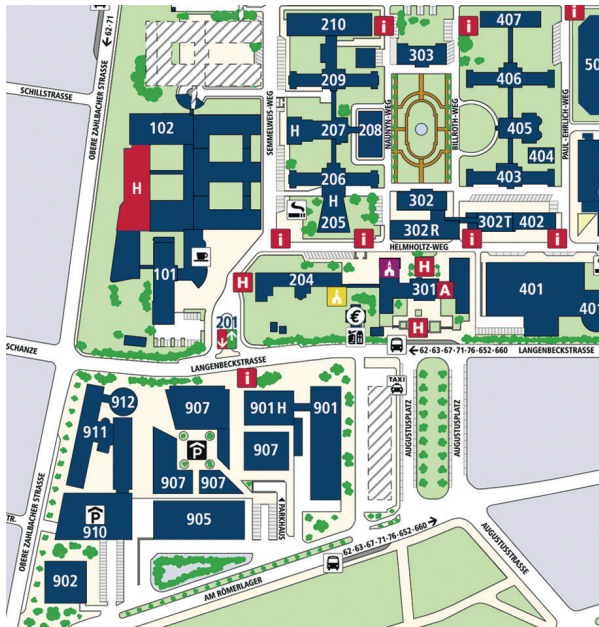 210
407
i
i
i
303
62-71
SCHILLSTRASSE
OBERE ZAHLBACHER STRASSE
SEMMELWEIS-WEG
NAUNYN-WEG
BILLROTH-WEG
PAUL-EHRLICH-WEG
209
406
50
102
H
207
208
405
404
H
206
403
H
205
302
302 R
302T
402
i
i
i
i
HELMHOLTZ-WEG
101
H
204
H
301
A
401
401
€
H
201
SCHANZE
LANGENBECKSTRASSE
62-63-67-71-76-652-660
LANGENBECKSTRASSE
i
TAXI
912
907
901 H
901
911
907
AUGUSTUSPLATZ
AUGUSTUSPLATZ
P
907
907
P
910
905
PARKHAUS
OBERE ZAHLBACHER STRASSE
TR.
902
62-63-67-71-76-652-660
AUGUSTUSSTRASSE
AM RÖMERLAGER